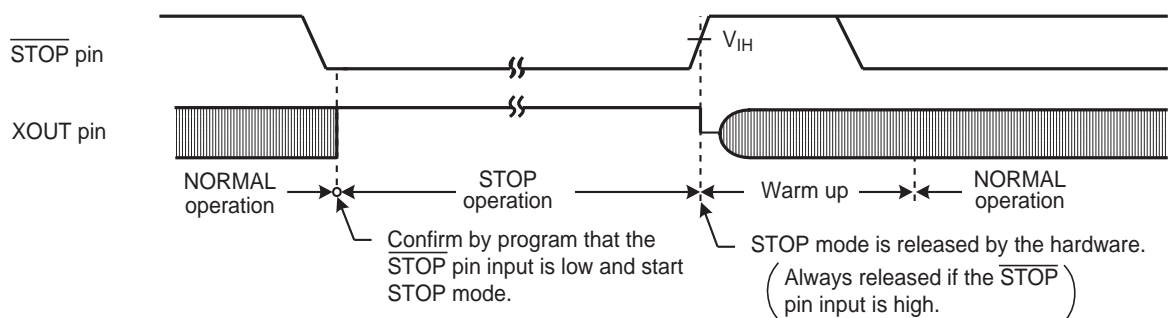 STOP pin
VIH
XOUT pin
NORMAL
operation
STOP
operation
Warm up
NORMAL
operation
Confirm by program that the
STOP pin input is low and start
STOP mode.
STOP mode is released by the hardware.
( Always released if the STOP
pin input is high. )